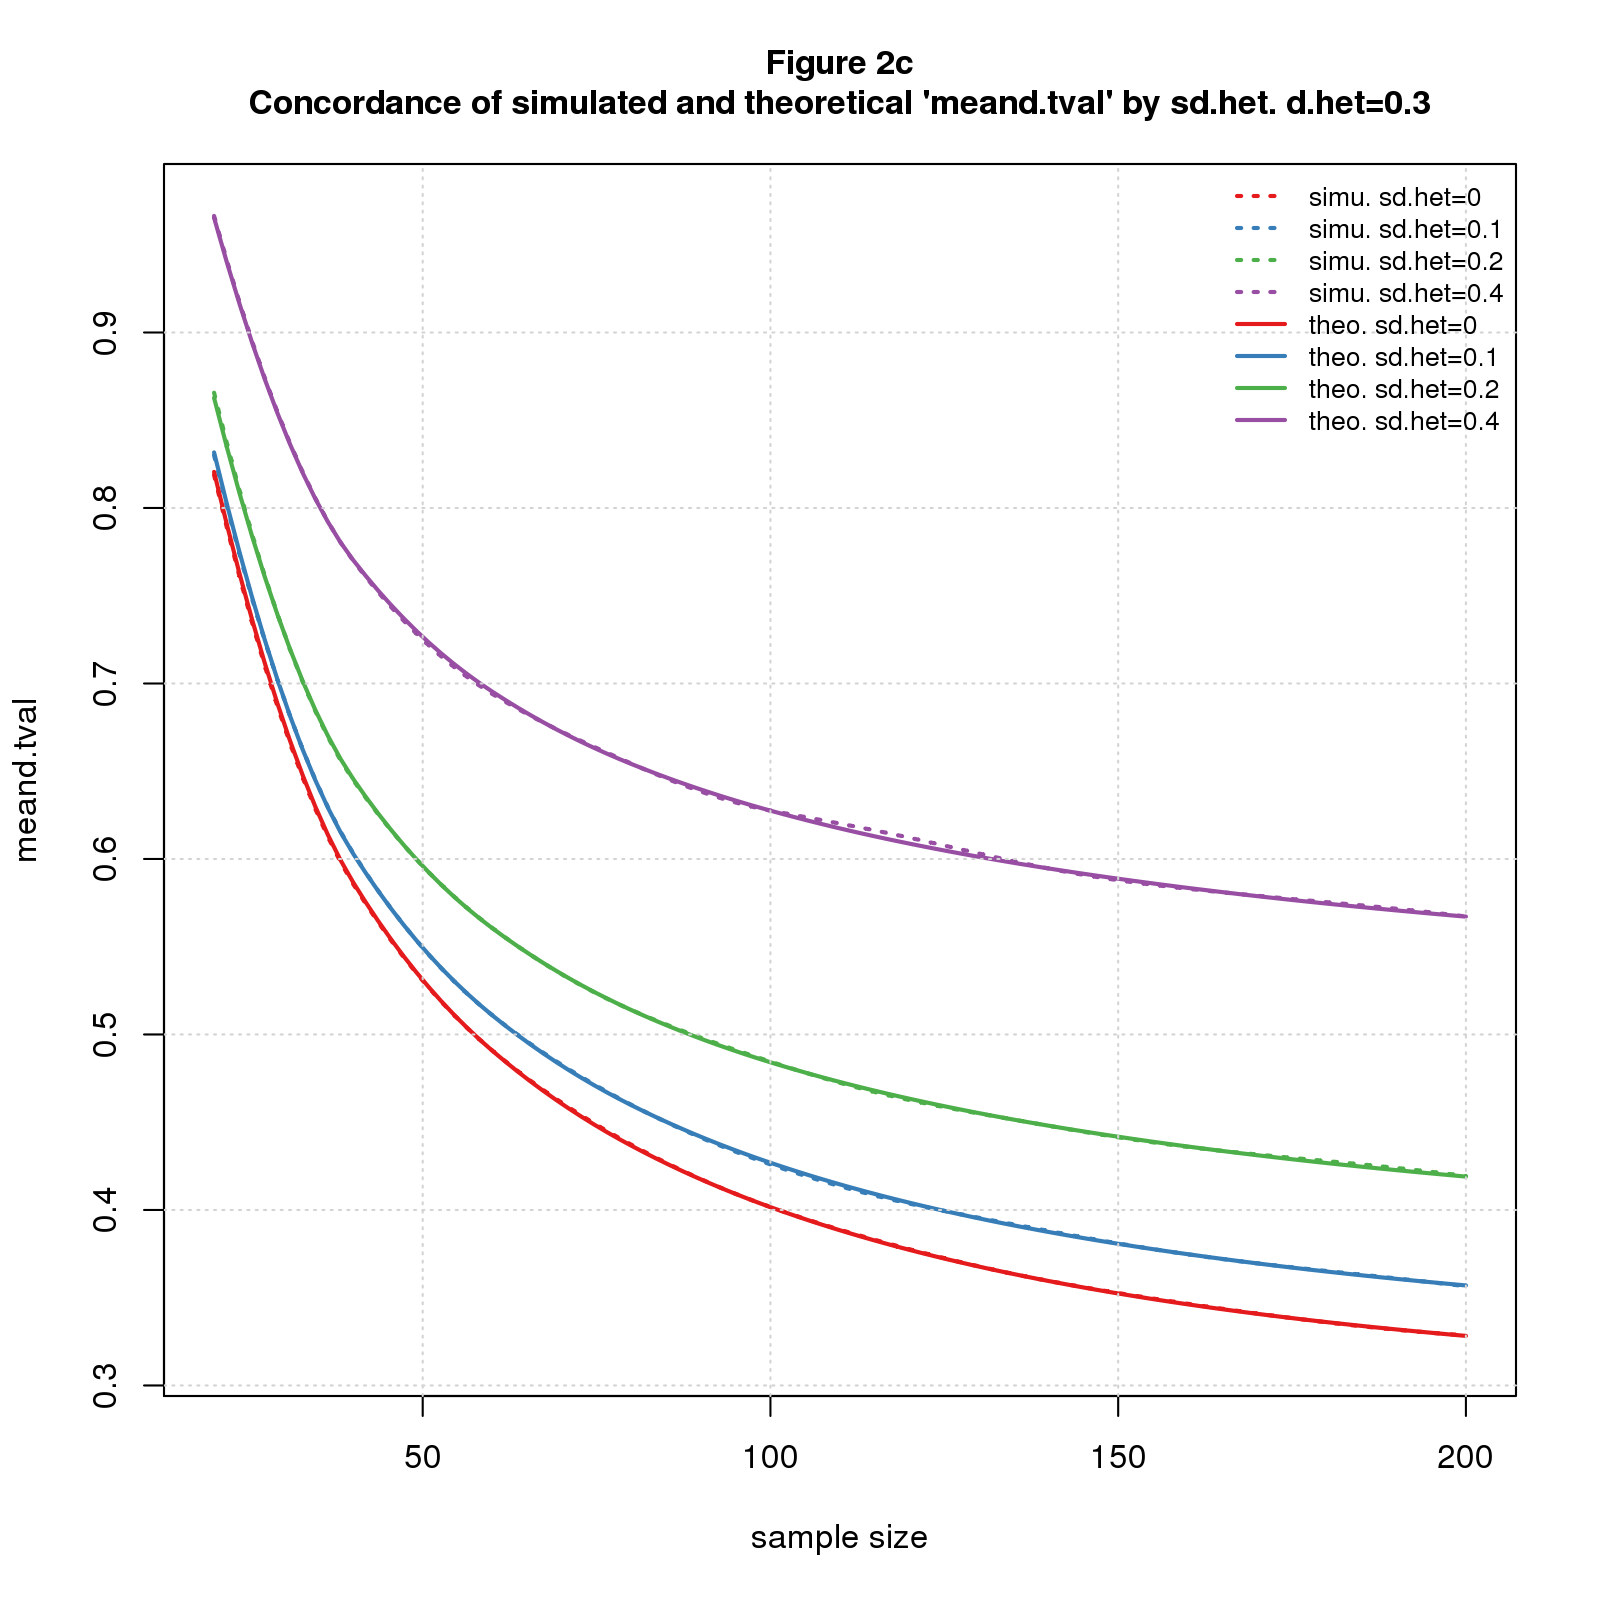 Figure 2c
Concordance of simulated and theoretical 'meand.tval' by sd.het. d.het=0.3
simu. sd.het=0
simu. sd.het=0.1
simu. sd.het=0.2
simu. sd.het=0.4
theo. sd.het=0
theo. sd.het=0.1
theo. sd.het=0.2
theo. sd.het=0.4
meand.tval
0.9
0.8
0.7
0.6
0.5
0.4
0.3
50 100 150 200
sample size